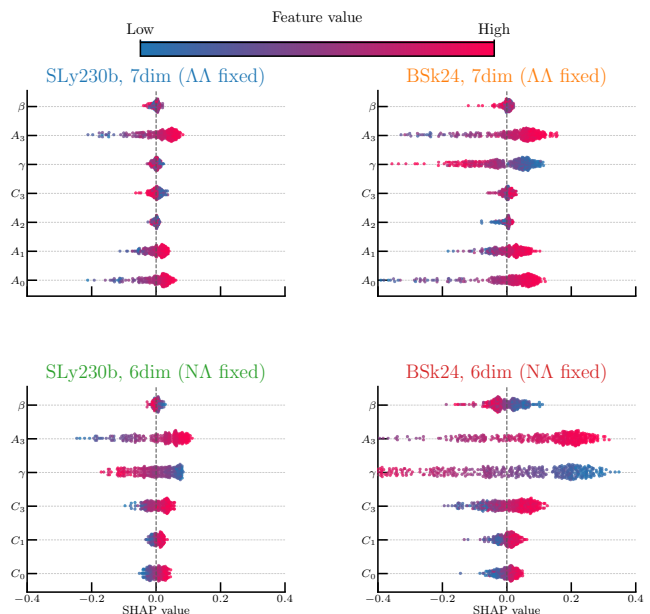 Feature value
Low High
SLy230b, 7dim (ΛΛ fixed)
β
A₃
γ
C₃
A₂
A₁
A₀
BSk24, 7dim (ΛΛ fixed)
β
A₃
γ
C₃
A₂
A₁
A₀
SLy230b, 6dim (NΛ fixed)
β
A₃
γ
C₃
C₁
C₀
−0.4 −0.2 0.0 0.2 0.4
SHAP value
BSk24, 6dim (NΛ fixed)
β
A₃
γ
C₃
C₁
C₀
−0.4 −0.2 0.0 0.2 0.4
SHAP value